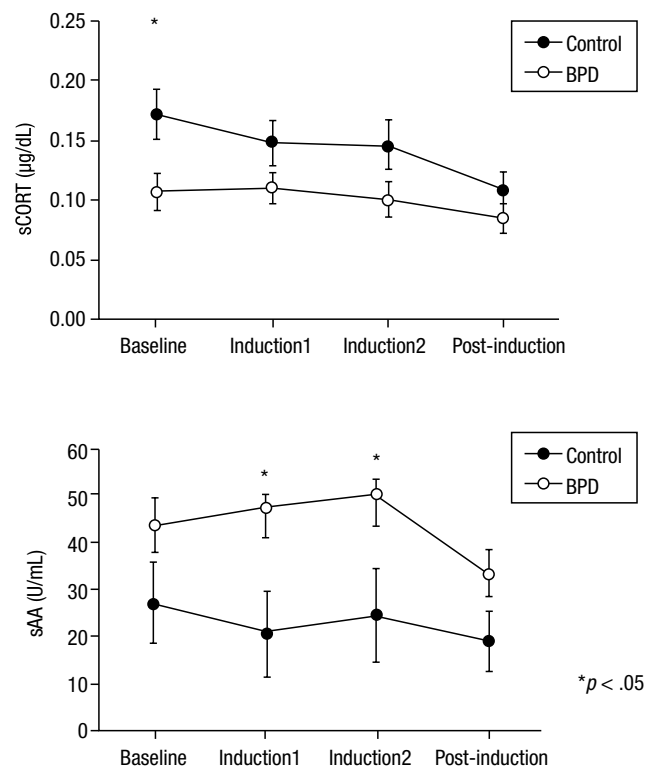 0.25
*
Control
BPD
0.20
0.15
0.10
0.05
0.00
sCORT (µg/dL)
Baseline Induction1 Induction2 Post-induction
60
Control
BPD
* *
50
40
30
20
10
0
sAA (U/mL)
*p < .05
Baseline Induction1 Induction2 Post-induction